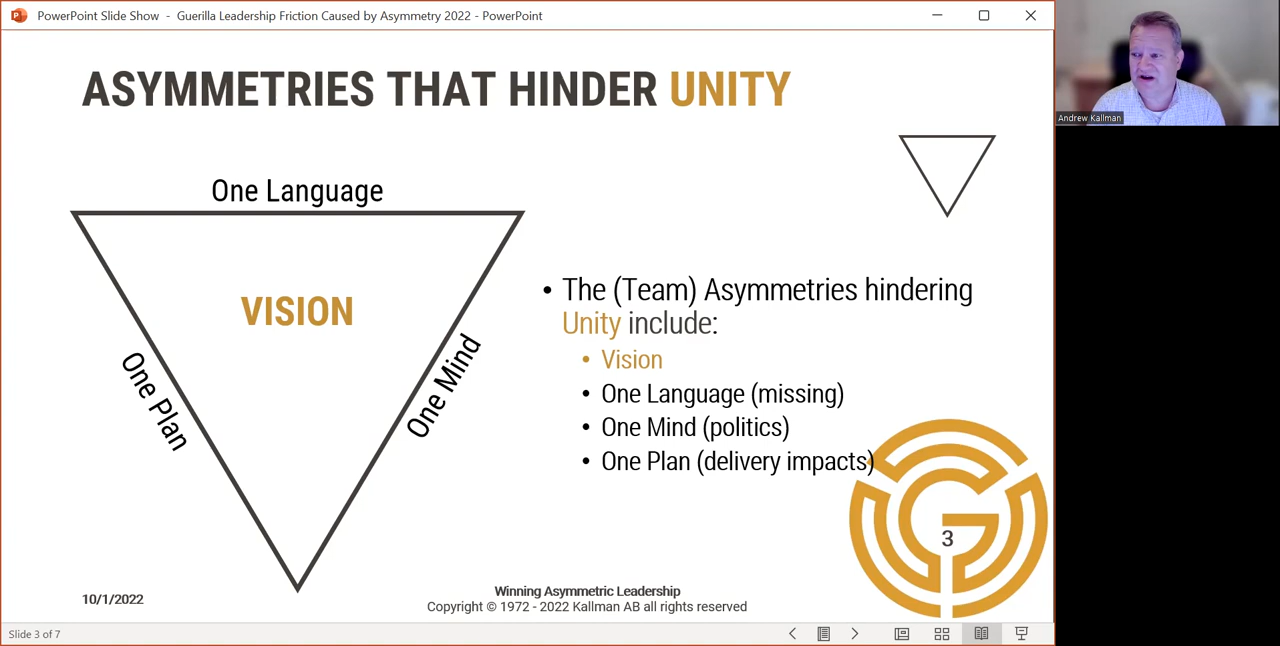 PowerPoint Slide Show - Guerilla Leadership Friction Caused by Asymmetry 2022 - PowerPoint
ASYMMETRIES THAT HINDER UNITY
Andrew Kallman
One Language
VISION
One Plan
One Mind
• The (Team) Asymmetries hindering
Unity include:
• Vision
• One Language (missing)
• One Mind (politics)
• One Plan (delivery impacts)
G
3
10/1/2022
Winning Asymmetric Leadership
Copyright © 1972 - 2022 Kallman AB all rights reserved
Slide 3 of 7